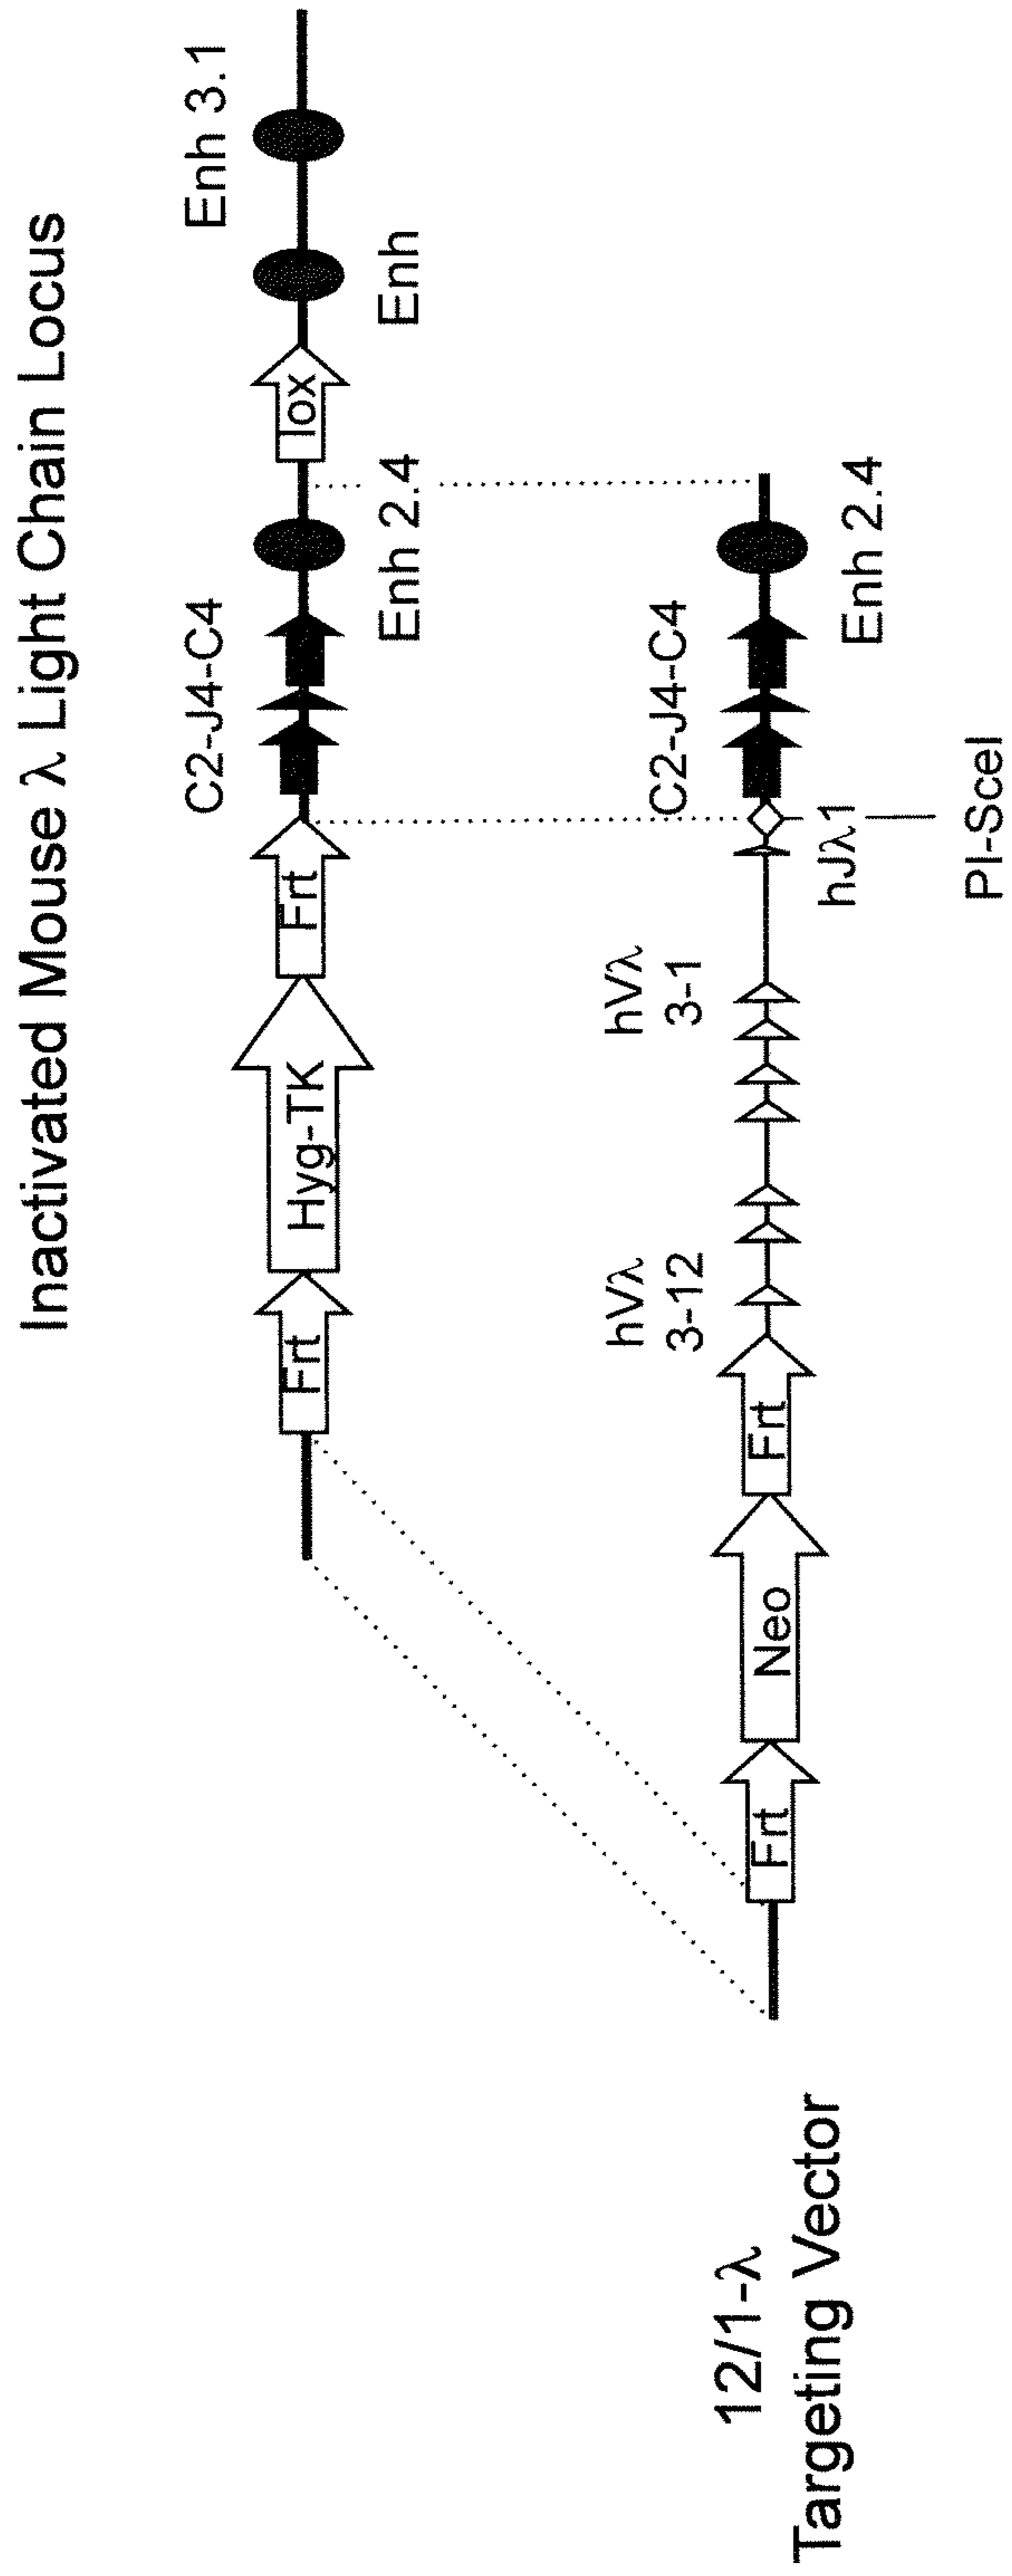 Inactivated Mouse λ Light Chain Locus
C2-J4-C4
Enh 3.1
Frt
Hyg-TK
Frt
lox
Enh 2.4
Enh
hVλ
3-12
hVλ
3-1
C2-J4-C4
12/1-λ
Targeting Vector
Frt
Neo
Frt
hJλ1
Enh 2.4
PI-SceI